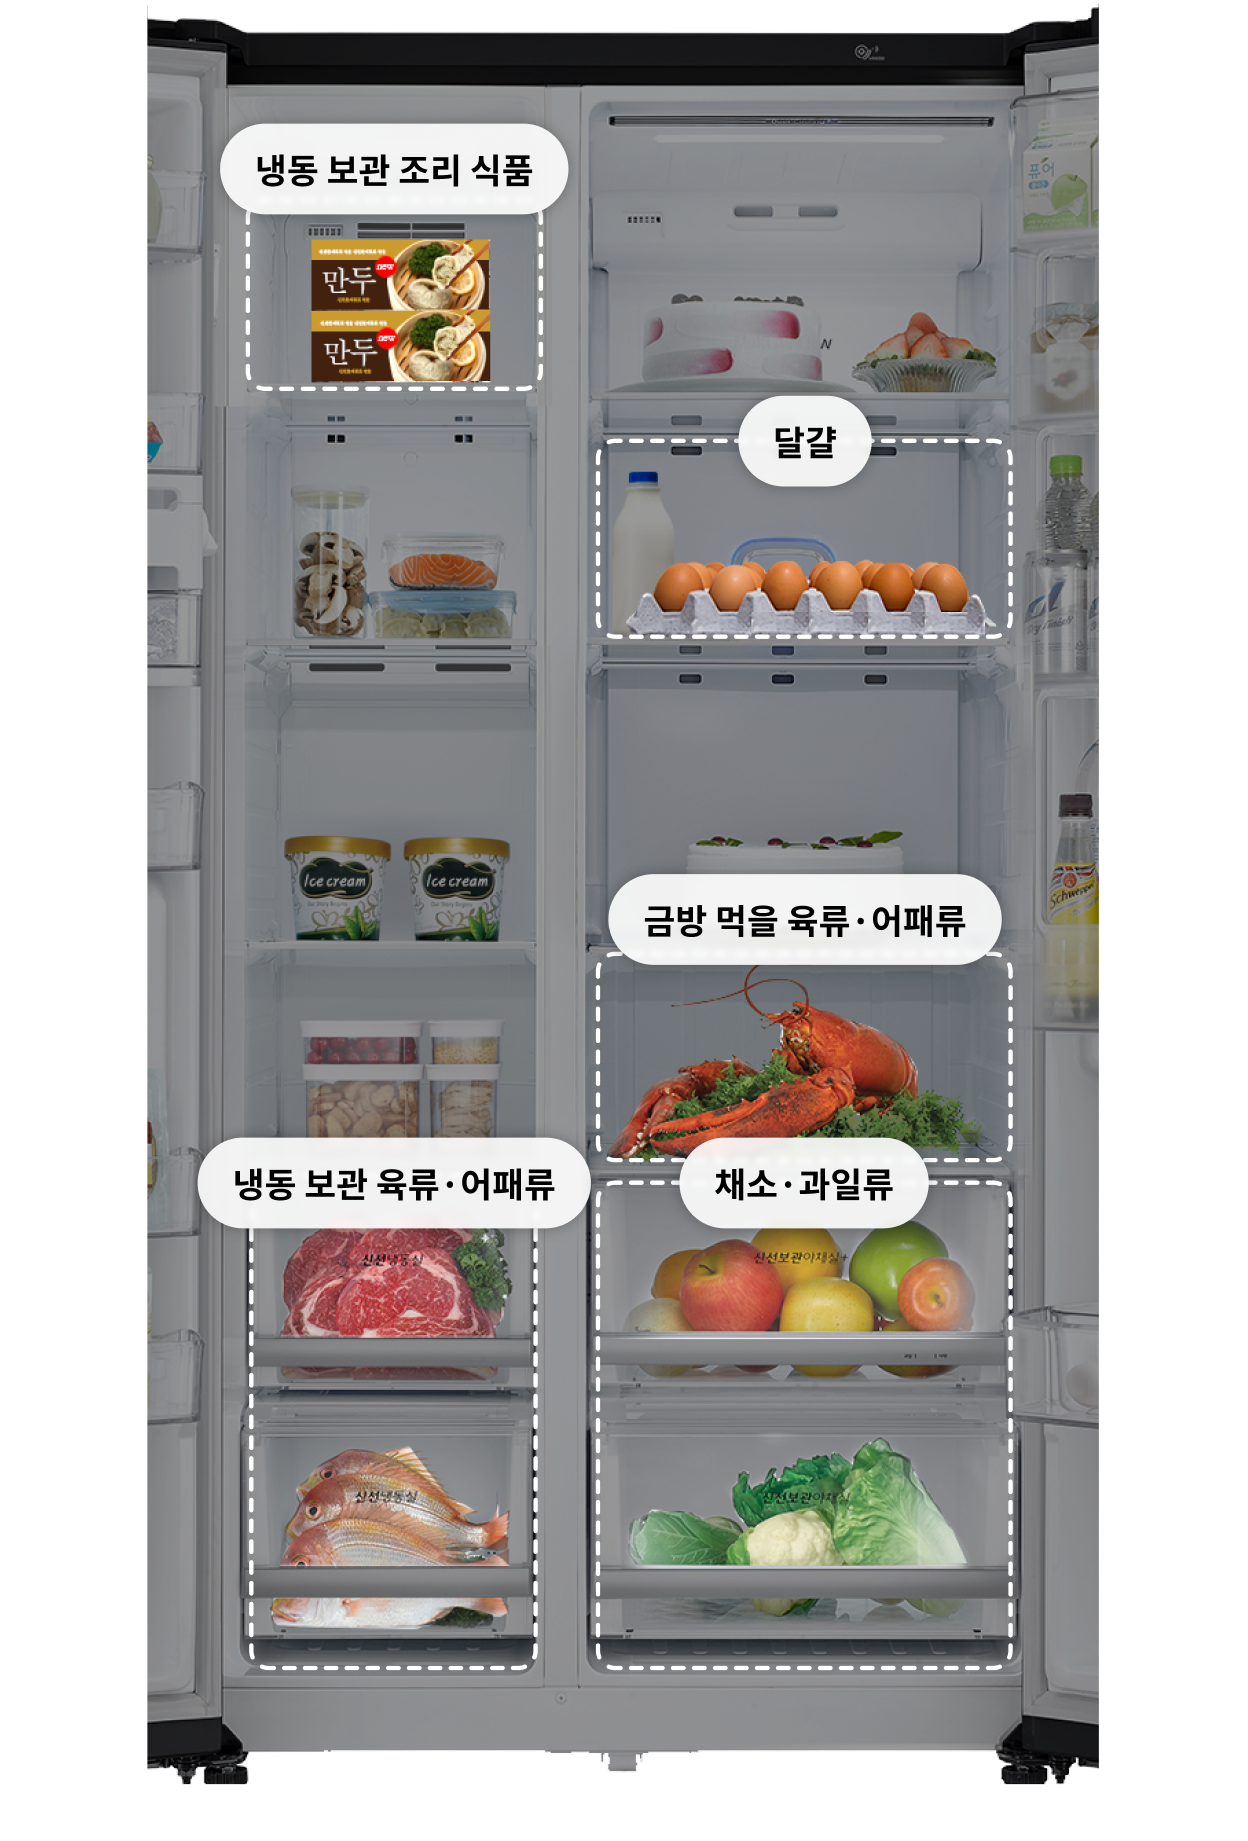 냉동 보관 조리 식품
만두
만두
퓨어
달걀
Ice cream
Ice cream
Schweppes
금방 먹을 육류·어패류
냉동 보관 육류·어패류
채소·과일류
신선냉동실
신선보관야채실+
신선냉동실
신선보관야채실